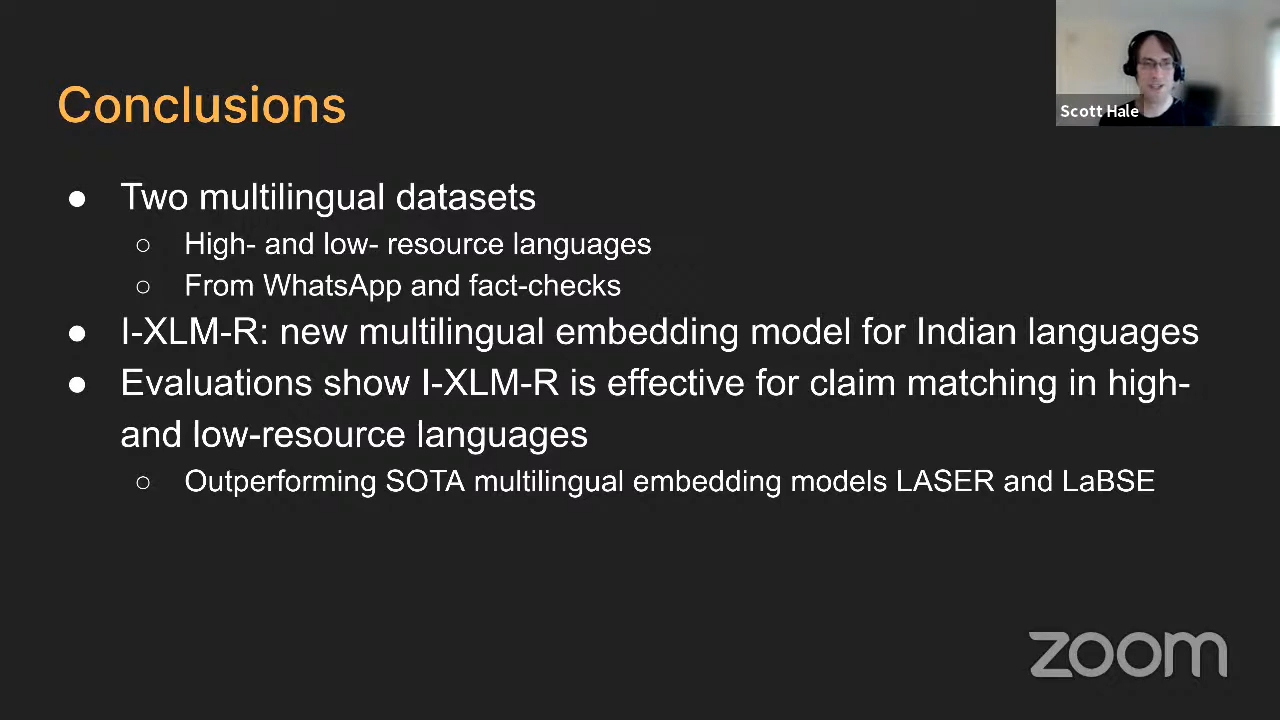 Scott Hale
Conclusions
● Two multilingual datasets
○ High- and low- resource languages
○ From WhatsApp and fact-checks
● I-XLM-R: new multilingual embedding model for Indian languages
● Evaluations show I-XLM-R is effective for claim matching in high-
and low-resource languages
○ Outperforming SOTA multilingual embedding models LASER and LaBSE
zoom